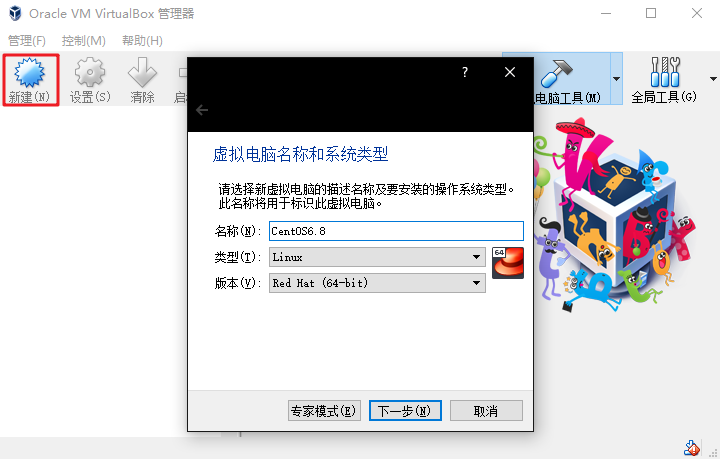 Oracle VM VirtualBox 管理器
管理(F) 控制(M) 帮助(H)
新建(N) 设置(S) 清除 电脑工具(M) 全局工具(G)
?
虚拟电脑名称和系统类型
请选择新虚拟电脑的描述名称及要安装的操作系统类型。
此名称将用于标识此虚拟电脑。
名称(N): CentOS6.8
类型(T): Linux
64
版本(V): Red Hat (64-bit)
专家模式(E) 下一步(N) 取消